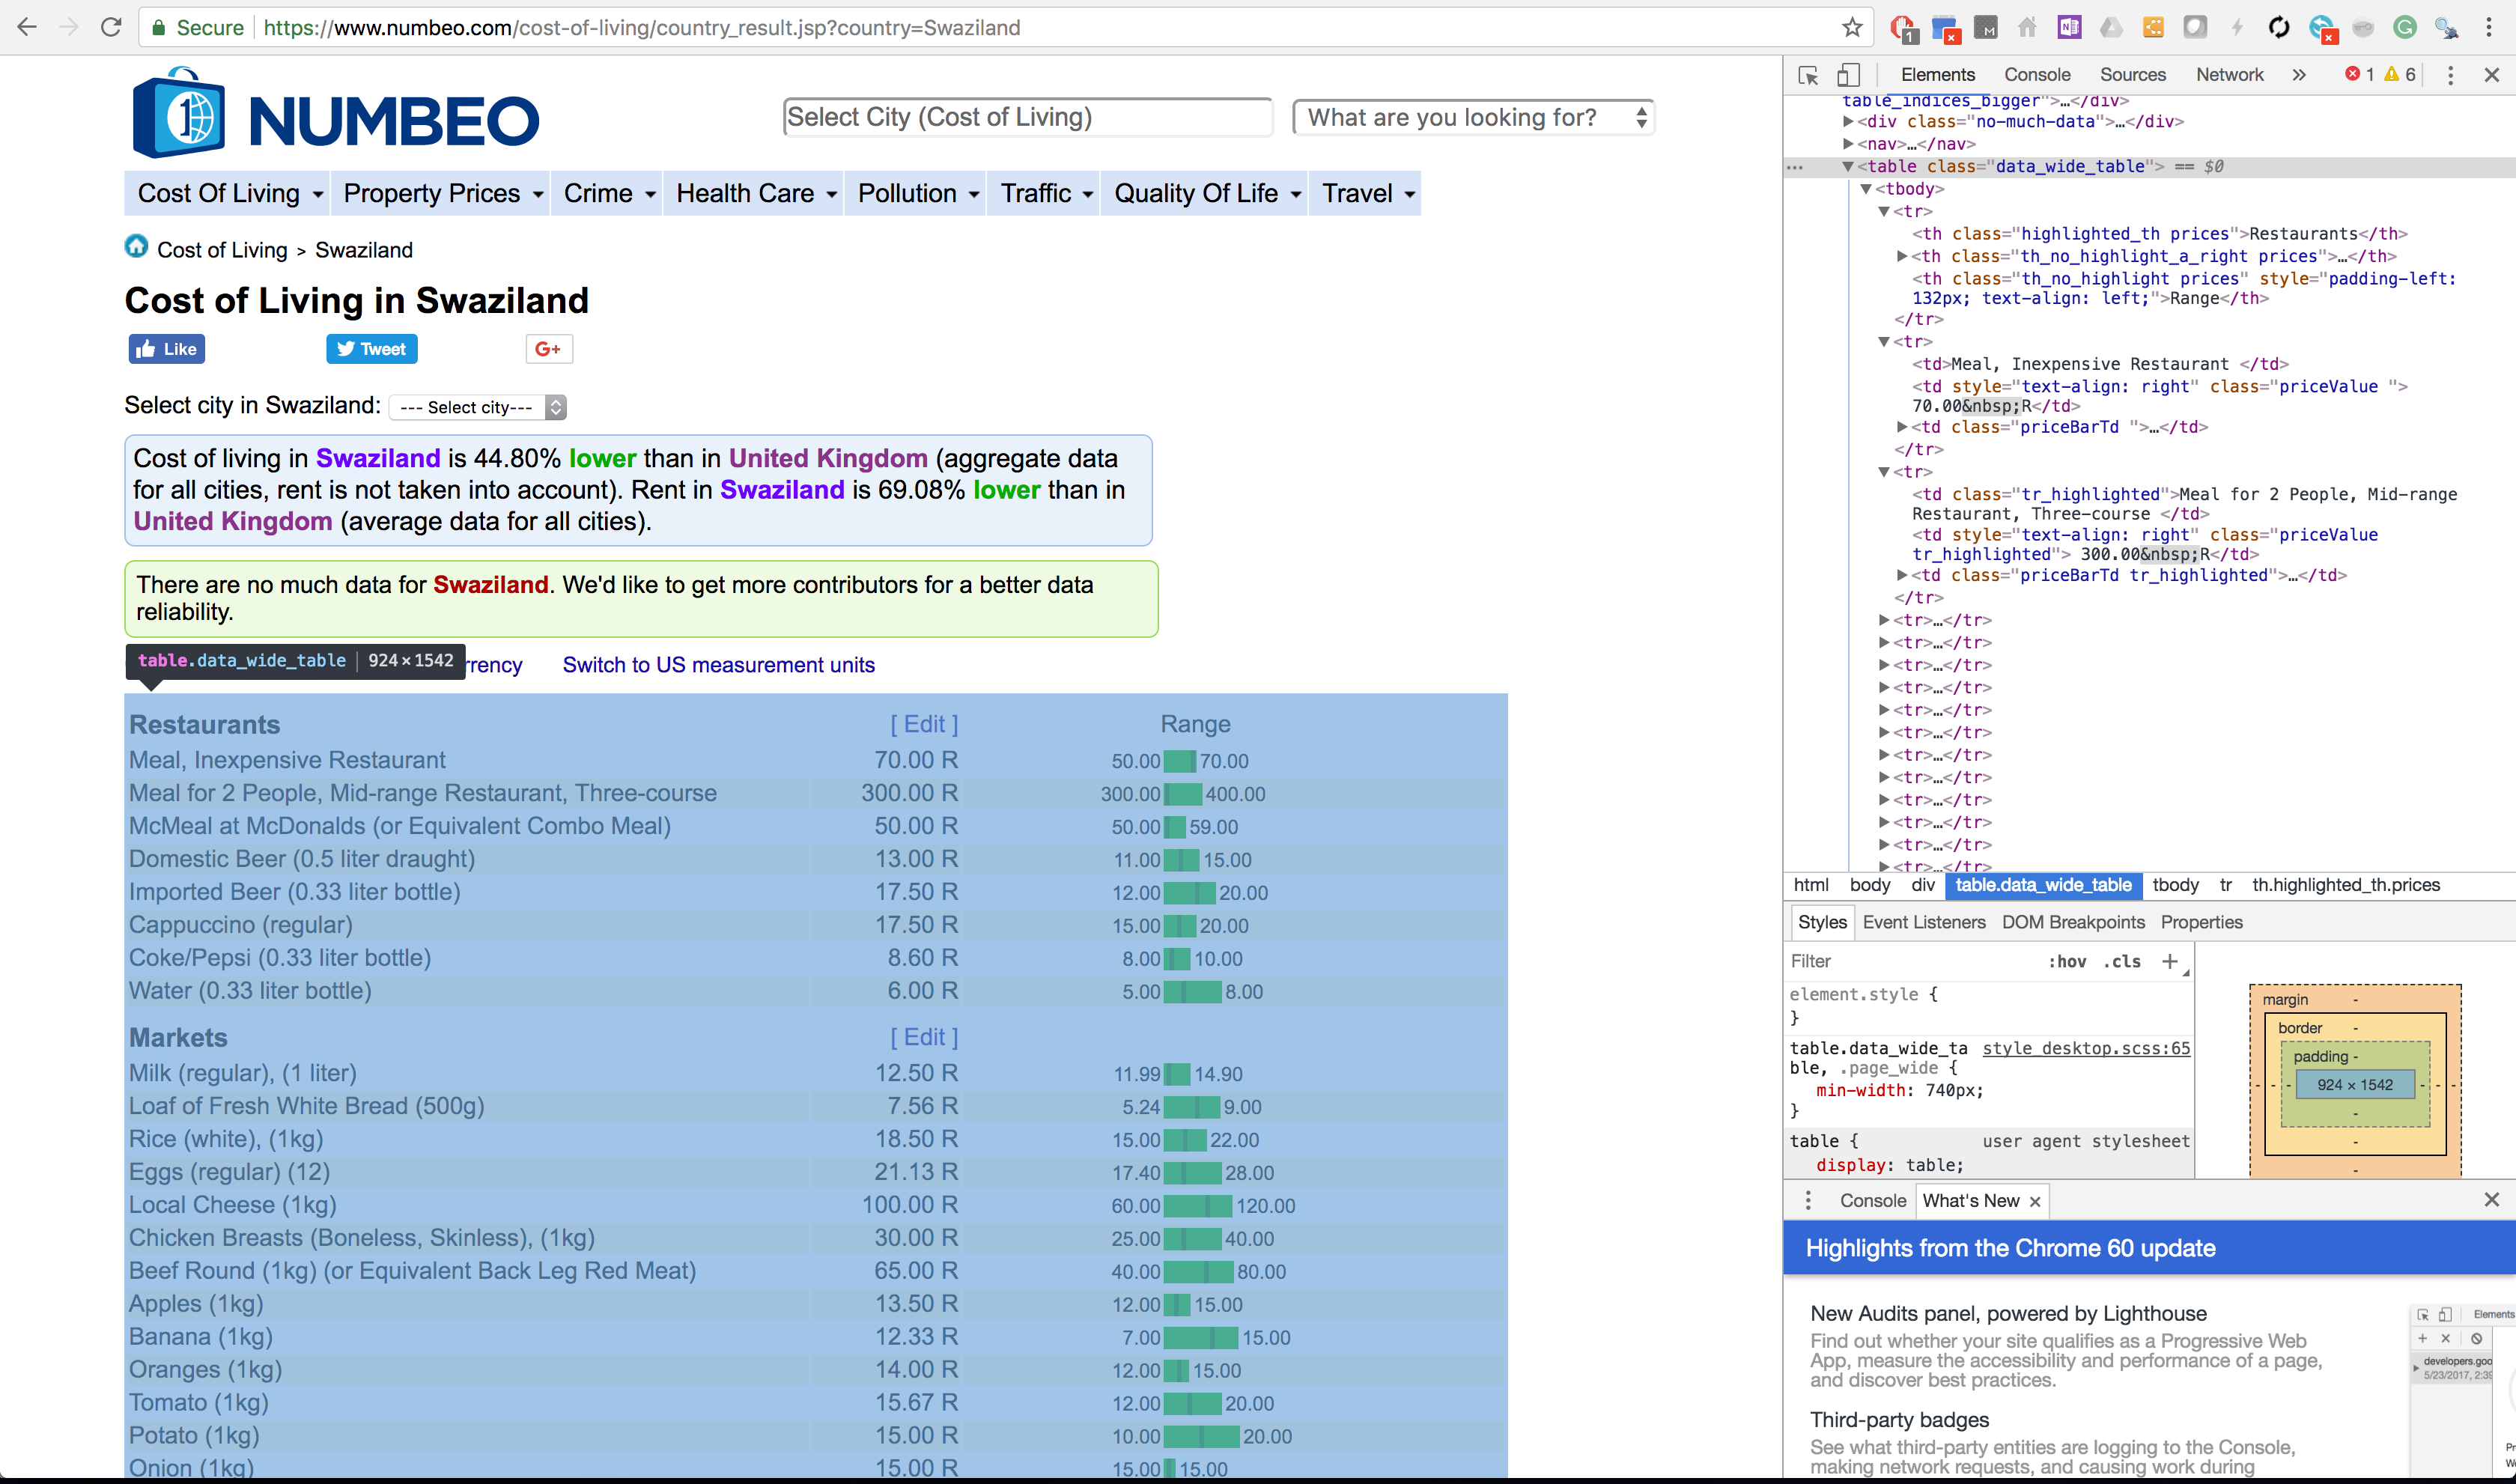 Secure https://www.numbeo.com/cost-of-living/country_result.jsp?country=Swaziland
1
M
NUMBEO
Select City (Cost of Living)
What are you looking for?
Cost Of Living Property Prices Crime Health Care Pollution Traffic Quality Of Life Travel
Cost of Living > Swaziland
Cost of Living in Swaziland
Like Tweet G+
Select city in Swaziland: --- Select city---
Cost of living in Swaziland is 44.80% lower than in United Kingdom (aggregate data
for all cities, rent is not taken into account). Rent in Swaziland is 69.08% lower than in
United Kingdom (average data for all cities).
There are no much data for Swaziland. We'd like to get more contributors for a better data
reliability.
table.data_wide_table 924×1542 rrency Switch to US measurement units
Restaurants [ Edit ] Range
Meal, Inexpensive Restaurant 70.00 R 50.00 70.00
Meal for 2 People, Mid-range Restaurant, Three-course 300.00 R 300.00 400.00
McMeal at McDonalds (or Equivalent Combo Meal) 50.00 R 50.00 59.00
Domestic Beer (0.5 liter draught) 13.00 R 11.00 15.00
Imported Beer (0.33 liter bottle) 17.50 R 12.00 20.00
Cappuccino (regular) 17.50 R 15.00 20.00
Coke/Pepsi (0.33 liter bottle) 8.60 R 8.00 10.00
Water (0.33 liter bottle) 6.00 R 5.00 8.00
Markets [ Edit ]
Milk (regular), (1 liter) 12.50 R 11.99 14.90
Loaf of Fresh White Bread (500g) 7.56 R 5.24 9.00
Rice (white), (1kg) 18.50 R 15.00 22.00
Eggs (regular) (12) 21.13 R 17.40 28.00
Local Cheese (1kg) 100.00 R 60.00 120.00
Chicken Breasts (Boneless, Skinless), (1kg) 30.00 R 25.00 40.00
Beef Round (1kg) (or Equivalent Back Leg Red Meat) 65.00 R 40.00 80.00
Apples (1kg) 13.50 R 12.00 15.00
Banana (1kg) 12.33 R 7.00 15.00
Oranges (1kg) 14.00 R 12.00 15.00
Tomato (1kg) 15.67 R 12.00 20.00
Potato (1kg) 15.00 R 10.00 20.00
Onion (1kg) 15.00 R 15.00 15.00
Elements Console Sources Network » 1 6
table_indices_bigger">…</div>
<div class="no-much-data">…</div>
<nav>…</nav>
<table class="data_wide_table"> == $0
<tbody>
<tr>
<th class="highlighted_th prices">Restaurants</th>
<th class="th_no_highlight_a_right prices">…</th>
<th class="th_no_highlight prices" style="padding-left:
132px; text-align: left;">Range</th>
</tr>
<tr>
<td>Meal, Inexpensive Restaurant </td>
<td style="text-align: right" class="priceValue ">
70.00&nbsp;R</td>
<td class="priceBarTd ">…</td>
</tr>
<tr>
<td class="tr_highlighted">Meal for 2 People, Mid-range
Restaurant, Three-course </td>
<td style="text-align: right" class="priceValue
tr_highlighted"> 300.00&nbsp;R</td>
<td class="priceBarTd tr_highlighted">…</td>
</tr>
<tr>…</tr>
<tr>…</tr>
<tr>…</tr>
<tr>…</tr>
<tr>…</tr>
<tr>…</tr>
<tr>…</tr>
<tr>…</tr>
<tr>…</tr>
<tr>…</tr>
<tr>…</tr>
<tr>…</tr>
html body div table.data_wide_table tbody tr th.highlighted_th.prices
Styles Event Listeners DOM Breakpoints Properties
Filter :hov .cls +
element.style {
}
table.data_wide_ta style_desktop.scss:65
ble, .page_wide {
min-width: 740px;
}
table { user agent stylesheet
display: table;
margin -
border -
padding -
- - - 924 × 1542 - - -
-
-
-
Console What's New ×
Highlights from the Chrome 60 update
New Audits panel, powered by Lighthouse
Find out whether your site qualifies as a Progressive Web
App, measure the accessibility and performance of a page,
and discover best practices.
Third-party badges
See what third-party entities are logging to the Console,
making network requests, and causing work during
Elements
developers.goo
5/23/2017, 2:39